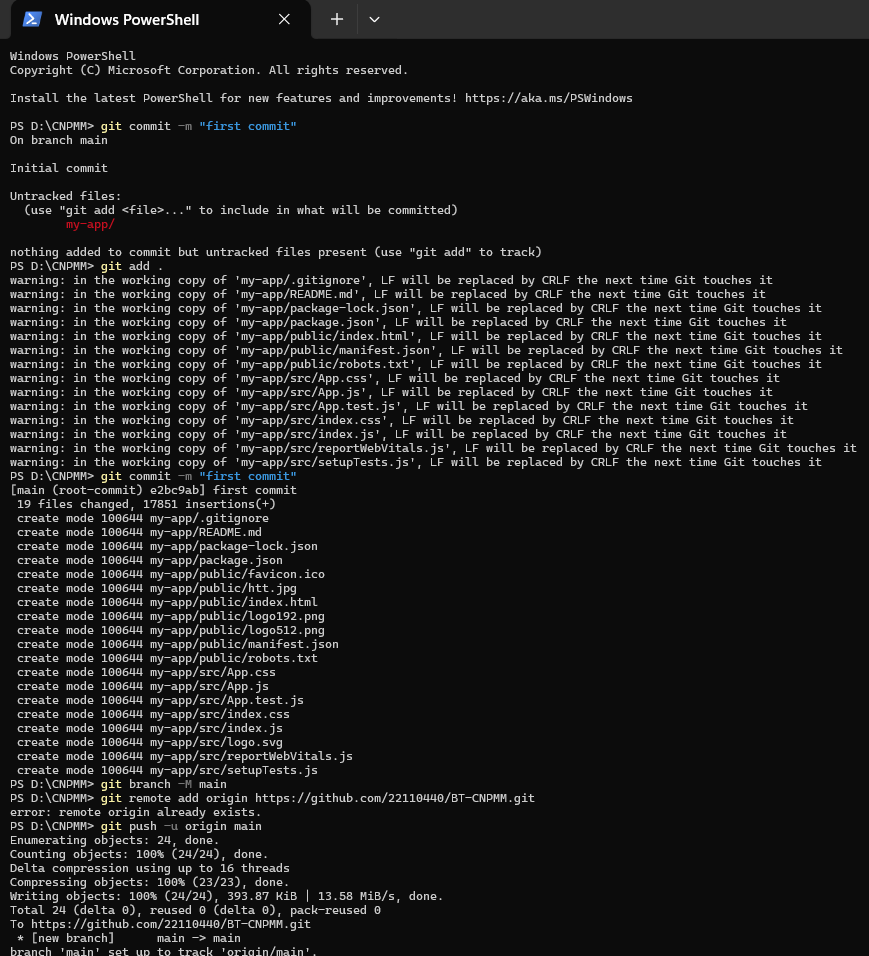 Windows PowerShell
Windows PowerShell
Copyright (C) Microsoft Corporation. All rights reserved.
Install the latest PowerShell for new features and improvements! https://aka.ms/PSWindows
PS D:\CNPMM> git commit -m "first commit"
On branch main
Initial commit
Untracked files:
  (use "git add <file>..." to include in what will be committed)
        my-app/
nothing added to commit but untracked files present (use "git add" to track)
PS D:\CNPMM> git add .
warning: in the working copy of 'my-app/.gitignore', LF will be replaced by CRLF the next time Git touches it
warning: in the working copy of 'my-app/README.md', LF will be replaced by CRLF the next time Git touches it
warning: in the working copy of 'my-app/package-lock.json', LF will be replaced by CRLF the next time Git touches it
warning: in the working copy of 'my-app/package.json', LF will be replaced by CRLF the next time Git touches it
warning: in the working copy of 'my-app/public/index.html', LF will be replaced by CRLF the next time Git touches it
warning: in the working copy of 'my-app/public/manifest.json', LF will be replaced by CRLF the next time Git touches it
warning: in the working copy of 'my-app/public/robots.txt', LF will be replaced by CRLF the next time Git touches it
warning: in the working copy of 'my-app/src/App.css', LF will be replaced by CRLF the next time Git touches it
warning: in the working copy of 'my-app/src/App.js', LF will be replaced by CRLF the next time Git touches it
warning: in the working copy of 'my-app/src/App.test.js', LF will be replaced by CRLF the next time Git touches it
warning: in the working copy of 'my-app/src/index.css', LF will be replaced by CRLF the next time Git touches it
warning: in the working copy of 'my-app/src/index.js', LF will be replaced by CRLF the next time Git touches it
warning: in the working copy of 'my-app/src/reportWebVitals.js', LF will be replaced by CRLF the next time Git touches it
warning: in the working copy of 'my-app/src/setupTests.js', LF will be replaced by CRLF the next time Git touches it
PS D:\CNPMM> git commit -m "first commit"
[main (root-commit) e2bc9ab] first commit
 19 files changed, 17851 insertions(+)
 create mode 100644 my-app/.gitignore
 create mode 100644 my-app/README.md
 create mode 100644 my-app/package-lock.json
 create mode 100644 my-app/package.json
 create mode 100644 my-app/public/favicon.ico
 create mode 100644 my-app/public/htt.jpg
 create mode 100644 my-app/public/index.html
 create mode 100644 my-app/public/logo192.png
 create mode 100644 my-app/public/logo512.png
 create mode 100644 my-app/public/manifest.json
 create mode 100644 my-app/public/robots.txt
 create mode 100644 my-app/src/App.css
 create mode 100644 my-app/src/App.js
 create mode 100644 my-app/src/App.test.js
 create mode 100644 my-app/src/index.css
 create mode 100644 my-app/src/index.js
 create mode 100644 my-app/src/logo.svg
 create mode 100644 my-app/src/reportWebVitals.js
 create mode 100644 my-app/src/setupTests.js
PS D:\CNPMM> git branch -M main
PS D:\CNPMM> git remote add origin https://github.com/22110440/BT-CNPMM.git
error: remote origin already exists.
PS D:\CNPMM> git push -u origin main
Enumerating objects: 24, done.
Counting objects: 100% (24/24), done.
Delta compression using up to 16 threads
Compressing objects: 100% (23/23), done.
Writing objects: 100% (24/24), 393.87 KiB | 13.58 MiB/s, done.
Total 24 (delta 0), reused 0 (delta 0), pack-reused 0
To https://github.com/22110440/BT-CNPMM.git
 * [new branch]      main -> main
branch 'main' set up to track 'origin/main'.